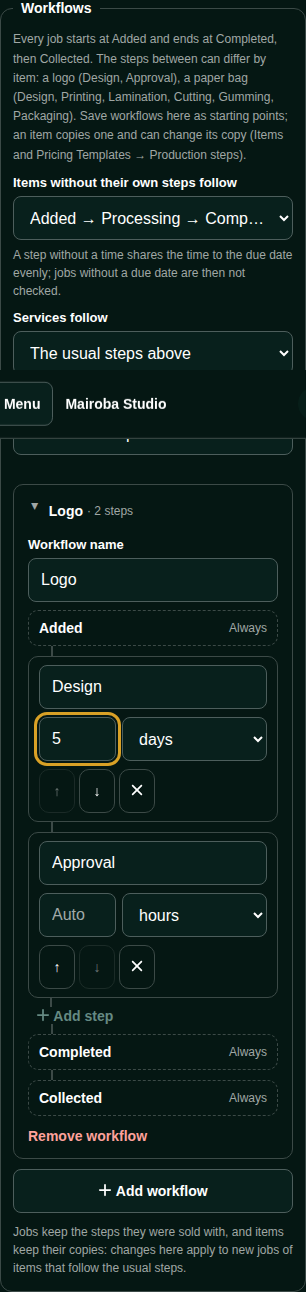 Workflows
Every job starts at Added and ends at Completed,
then Collected. The steps between can differ by
item: a logo (Design, Approval), a paper bag
(Design, Printing, Lamination, Cutting, Gumming,
Packaging). Save workflows here as starting points;
an item copies one and can change its copy (Items
and Pricing Templates → Production steps).
Items without their own steps follow
Added → Processing → Comp…
A step without a time shares the time to the due date
evenly; jobs without a due date are then not
checked.
Services follow
The usual steps above
Menu Mairoba Studio
▼ Logo · 2 steps
Workflow name
Logo
Added Always
Design
5 days
↑ ↓ ✕
Approval
Auto hours
↑ ↓ ✕
+ Add step
Completed Always
Collected Always
Remove workflow
+ Add workflow
Jobs keep the steps they were sold with, and items
keep their copies: changes here apply to new jobs of
items that follow the usual steps.